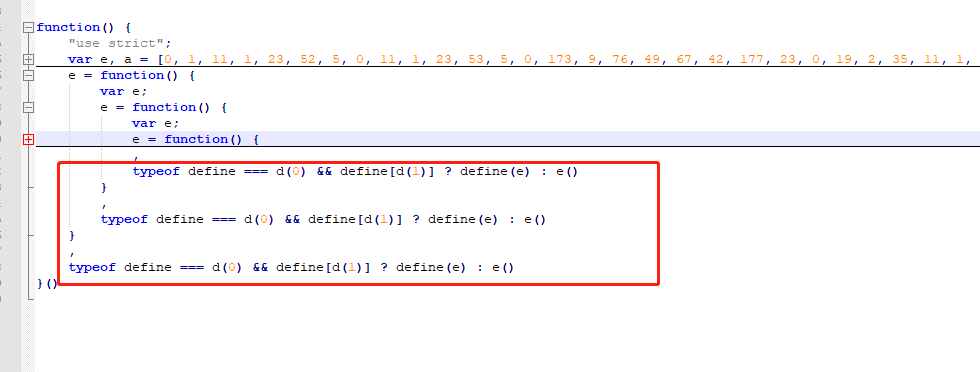 function() {
"use strict";
var e, a = [0, 1, 11, 1, 23, 52, 5, 0, 11, 1, 23, 53, 5, 0, 173, 9, 76, 49, 67, 42, 177, 23, 0, 19, 2, 35, 11, 1,
e = function() {
var e;
e = function() {
var e;
e = function() {
,
typeof define === d(0) && define[d(1)] ? define(e) : e()
}
,
typeof define === d(0) && define[d(1)] ? define(e) : e()
}
,
typeof define === d(0) && define[d(1)] ? define(e) : e()
}()